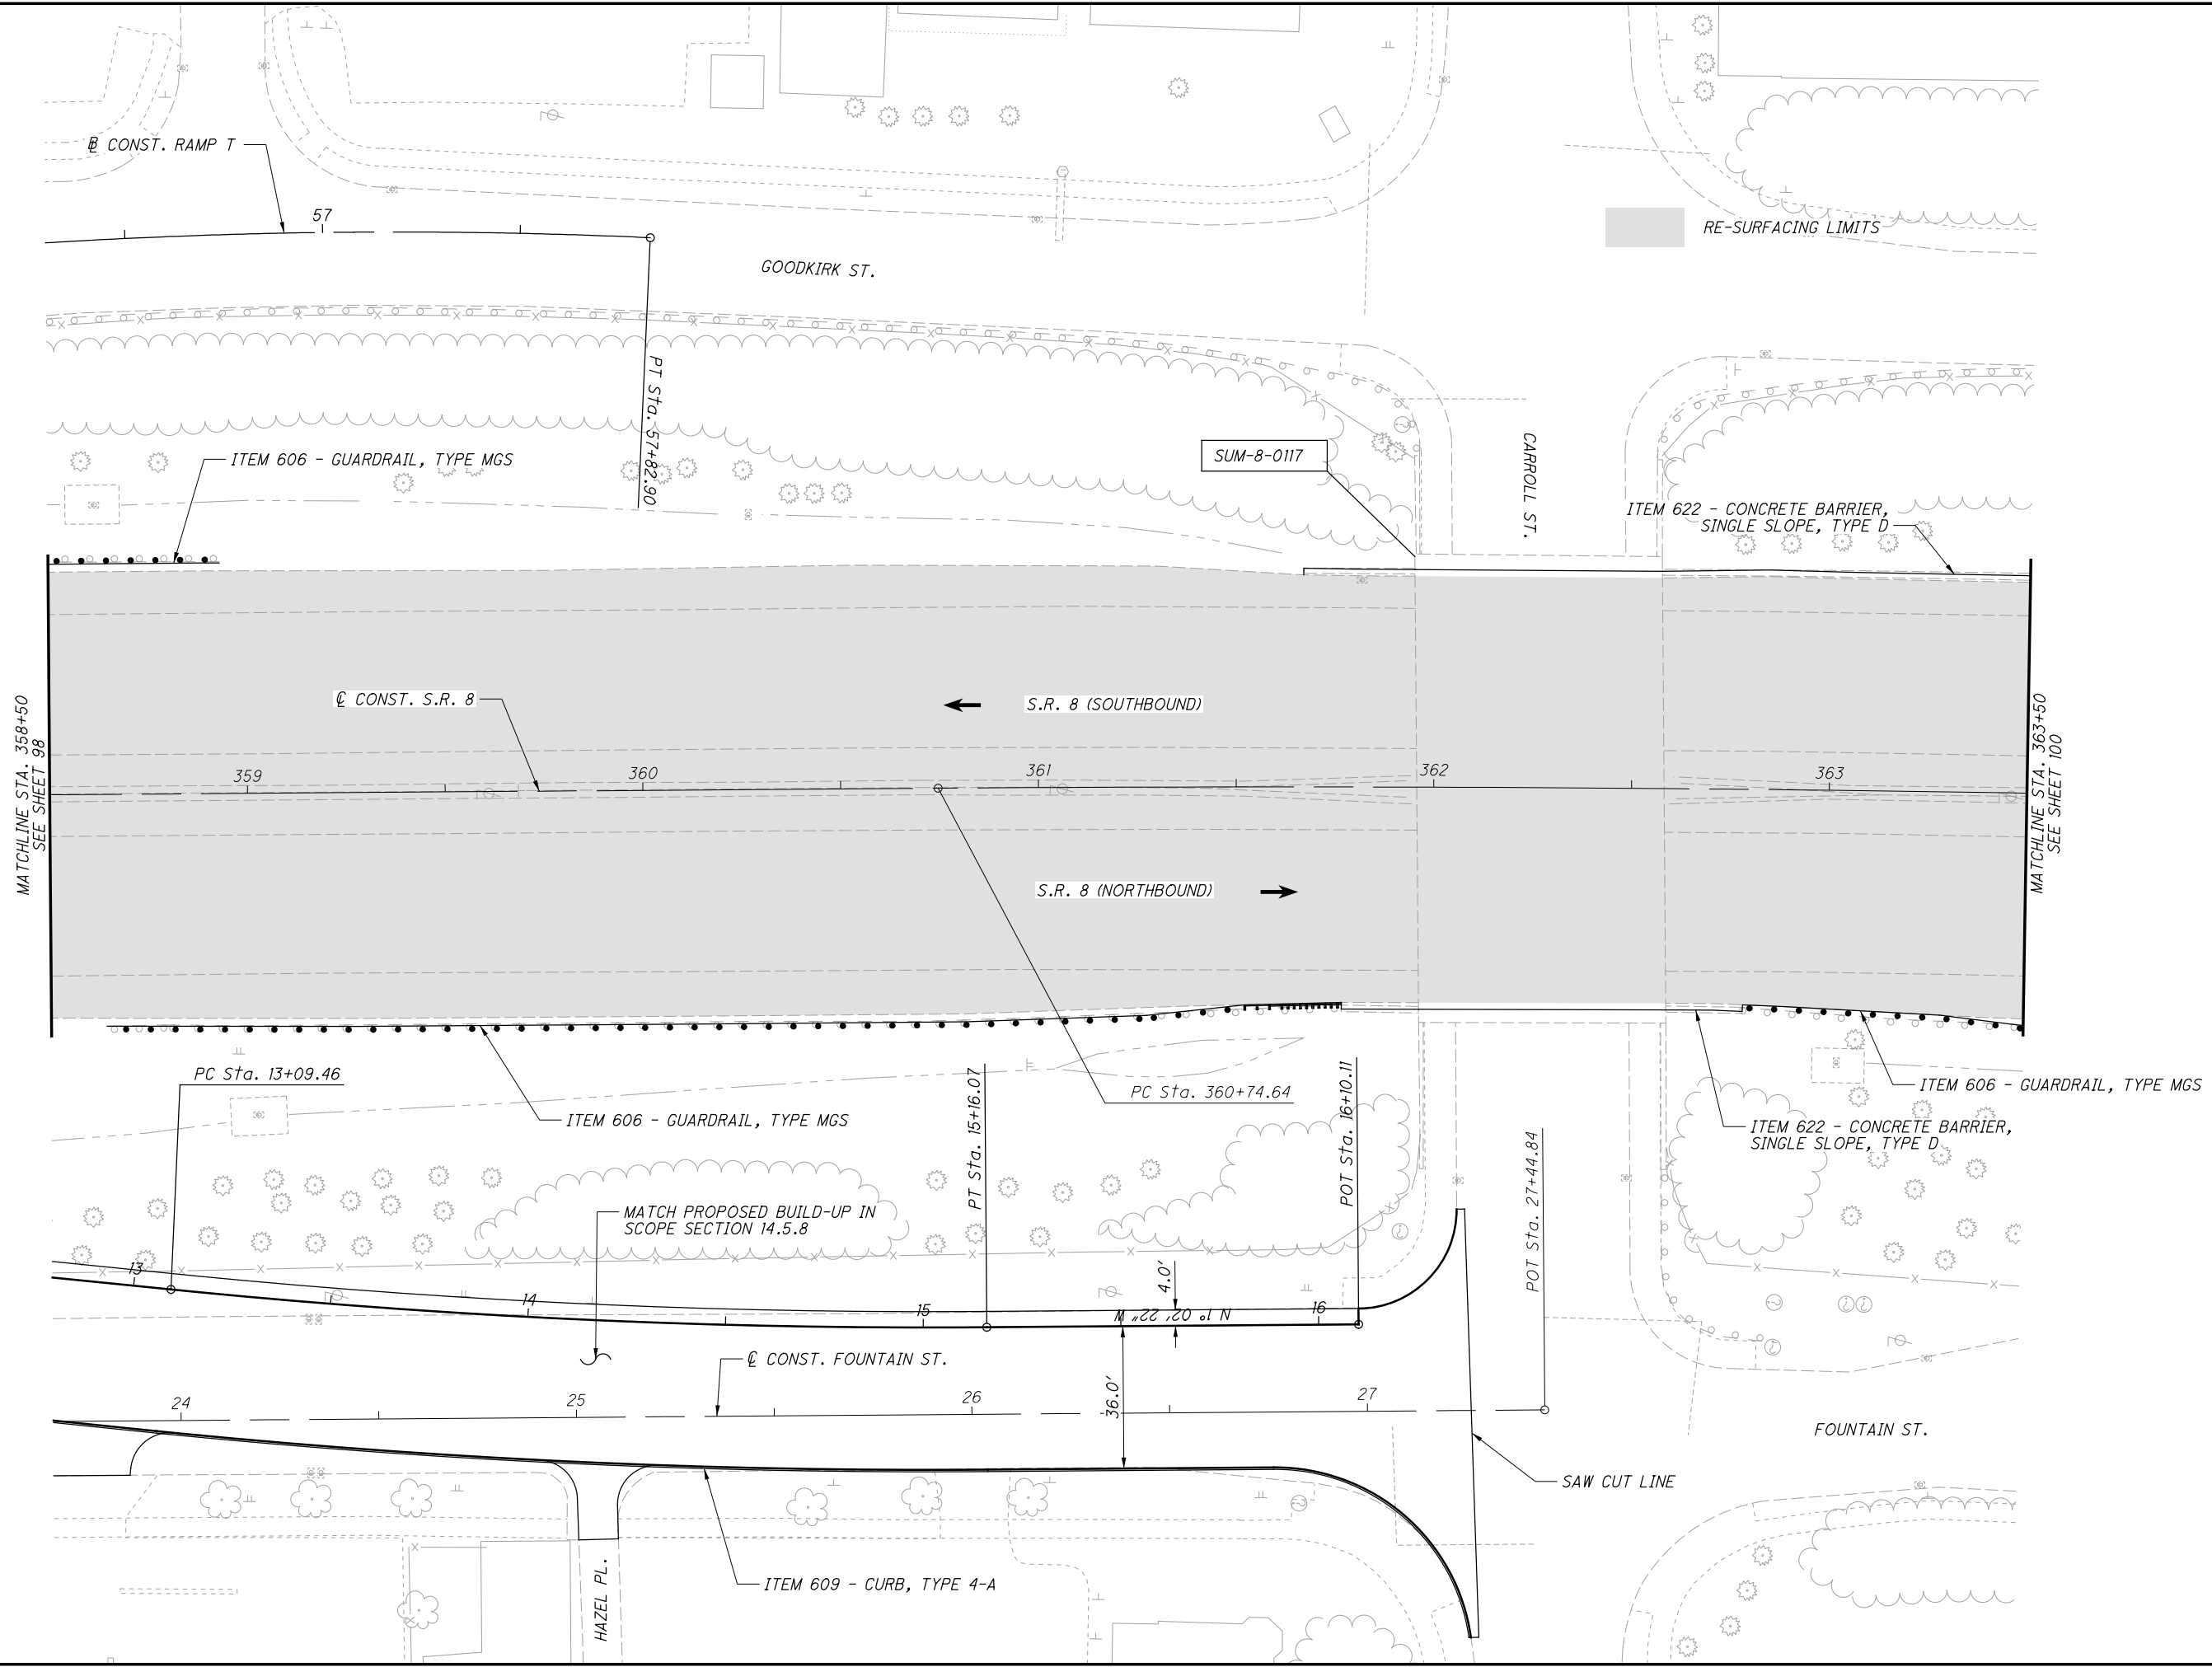 ℄ CONST. RAMP T
57
GOODKIRK ST.
RE-SURFACING LIMITS
PT Sta. 57+82.90
ITEM 606 - GUARDRAIL, TYPE MGS
SUM-8-0117
CARROLL ST.
ITEM 622 - CONCRETE BARRIER,
SINGLE SLOPE, TYPE D
MATCHLINE STA. 358+50
SEE SHEET 98
℄ CONST. S.R. 8
S.R. 8 (SOUTHBOUND)
359
360
361
362
363
MATCHLINE STA. 363+50
SEE SHEET 100
S.R. 8 (NORTHBOUND)
PC Sta. 13+09.46
ITEM 606 - GUARDRAIL, TYPE MGS
PT Sta. 15+16.07
PC Sta. 360+74.64
POT Sta. 16+10.11
POT Sta. 27+44.84
ITEM 606 - GUARDRAIL, TYPE MGS
ITEM 622 - CONCRETE BARRIER,
SINGLE SLOPE, TYPE D
MATCH PROPOSED BUILD-UP IN
SCOPE SECTION 14.5.8
13
14
15
16
4.0'
N 1° 02' 22" W
℄ CONST. FOUNTAIN ST.
36.0'
24
25
26
27
FOUNTAIN ST.
SAW CUT LINE
HAZEL PL.
ITEM 609 - CURB, TYPE 4-A